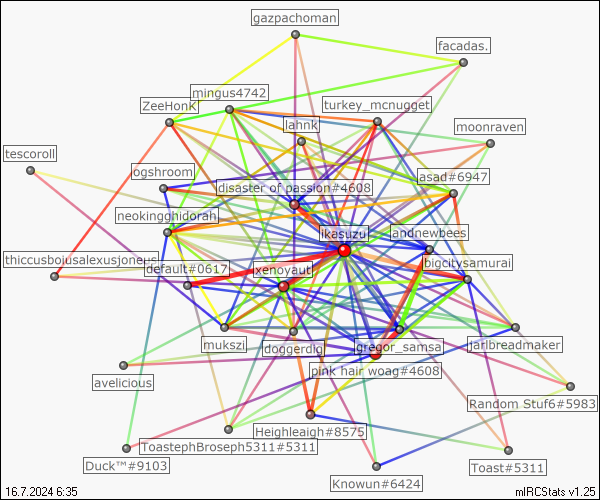 gazpachoman
facadas.
mingus4742
ZeeHonK
turkey_mcnugget
lahnk
moonraven
tescoroll
ogshroom
asad#6947
disaster of passion#4608
neokingghidorah
ikesuzu
andnewbees
thiccusboiusalexusjoneus
default#0617
xenoyaut
bigcitysamurai
mukszi
doggerdig
gregor_samsa
jaribreadmaker
pink hair woag#4608
avelicious
Random Stuf6#5983
Heighleaigh#8575
ToastephBroseph5311#5311
Duck™#9103
Toast#5311
Knowun#6424
16.7.2024 6:35
mIRCStats v1.25